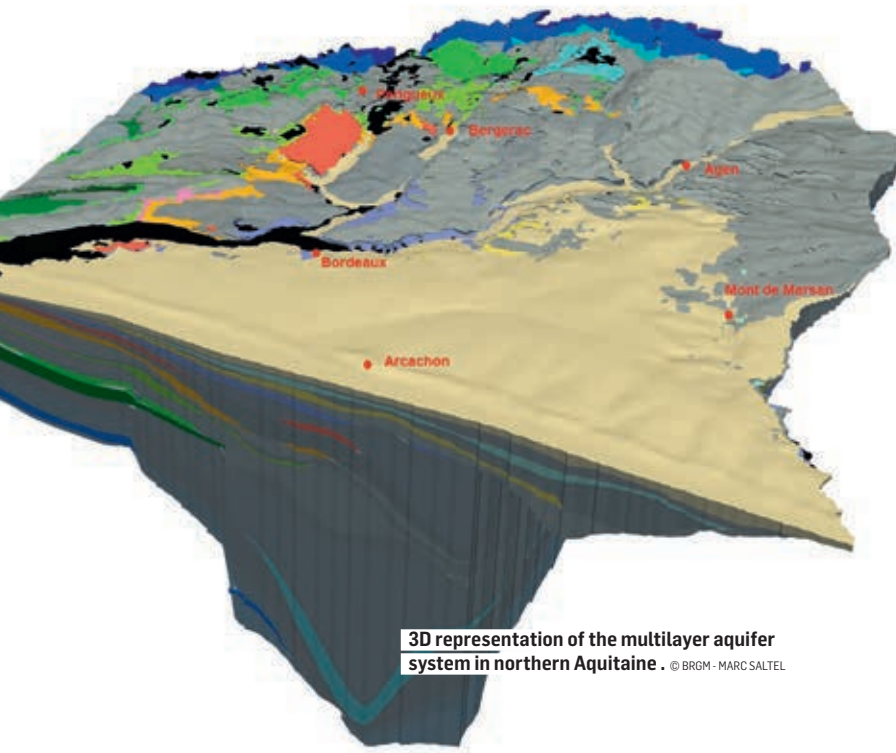 Périgueux
Bergerac
Agen
Bordeaux
Mont de Marsan
Arcachon
3D representation of the multilayer aquifer
system in northern Aquitaine . © BRGM - MARC SALTEL